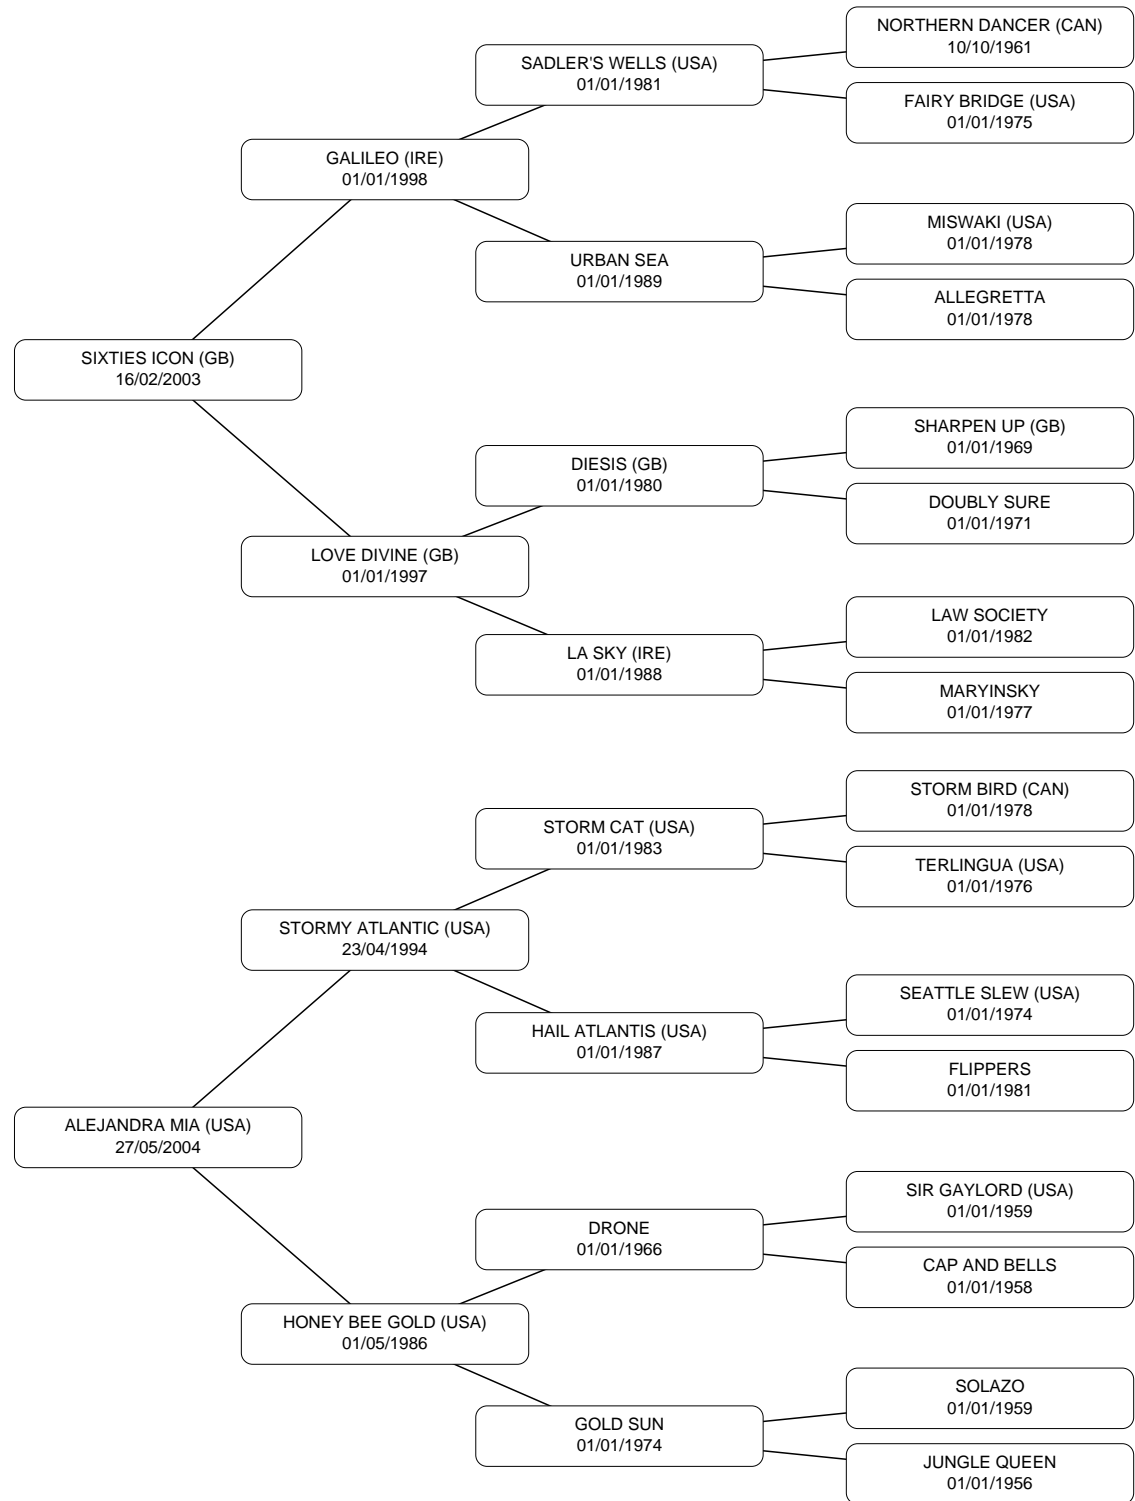 NORTHERN DANCER (CAN)
10/10/1961
SADLER'S WELLS (USA)
01/01/1981
FAIRY BRIDGE (USA)
01/01/1975
GALILEO (IRE)
01/01/1998
MISWAKI (USA)
01/01/1978
URBAN SEA
01/01/1989
ALLEGRETTA
01/01/1978
SIXTIES ICON (GB)
16/02/2003
SHARPEN UP (GB)
01/01/1969
DIESIS (GB)
01/01/1980
DOUBLY SURE
01/01/1971
LOVE DIVINE (GB)
01/01/1997
LAW SOCIETY
01/01/1982
LA SKY (IRE)
01/01/1988
MARYINSKY
01/01/1977
STORM BIRD (CAN)
01/01/1978
STORM CAT (USA)
01/01/1983
TERLINGUA (USA)
01/01/1976
STORMY ATLANTIC (USA)
23/04/1994
SEATTLE SLEW (USA)
01/01/1974
HAIL ATLANTIS (USA)
01/01/1987
FLIPPERS
01/01/1981
ALEJANDRA MIA (USA)
27/05/2004
SIR GAYLORD (USA)
01/01/1959
DRONE
01/01/1966
CAP AND BELLS
01/01/1958
HONEY BEE GOLD (USA)
01/05/1986
SOLAZO
01/01/1959
GOLD SUN
01/01/1974
JUNGLE QUEEN
01/01/1956